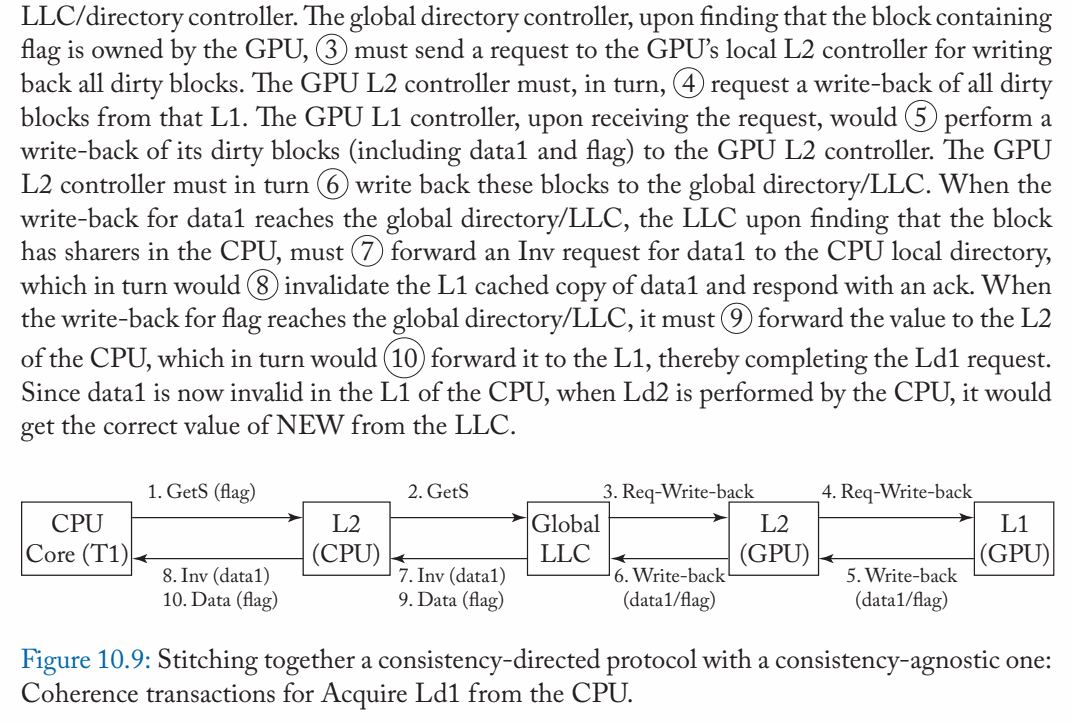 LLC/directory controller. The global directory controller, upon finding that the block containing
flag is owned by the GPU, ③ must send a request to the GPU’s local L2 controller for writing
back all dirty blocks. The GPU L2 controller must, in turn, ④ request a write-back of all dirty
blocks from that L1. The GPU L1 controller, upon receiving the request, would ⑤ perform a
write-back of its dirty blocks (including data1 and flag) to the GPU L2 controller. The GPU
L2 controller must in turn ⑥ write back these blocks to the global directory/LLC. When the
write-back for data1 reaches the global directory/LLC, the LLC upon finding that the block
has sharers in the CPU, must ⑦ forward an Inv request for data1 to the CPU local directory,
which in turn would ⑧ invalidate the L1 cached copy of data1 and respond with an ack. When
the write-back for flag reaches the global directory/LLC, it must ⑨ forward the value to the L2
of the CPU, which in turn would ⑩ forward it to the L1, thereby completing the Ld1 request.
Since data1 is now invalid in the L1 of the CPU, when Ld2 is performed by the CPU, it would
get the correct value of NEW from the LLC.
1. GetS (flag)
2. GetS
3. Req-Write-back
4. Req-Write-back
CPU
Core (T1)
L2
(CPU)
Global
LLC
L2
(GPU)
L1
(GPU)
8. Inv (data1)
10. Data (flag)
7. Inv (data1)
9. Data (flag)
6. Write-back
(data1/flag)
5. Write-back
(data1/flag)
Figure 10.9: Stitching together a consistency-directed protocol with a consistency-agnostic one:
Coherence transactions for Acquire Ld1 from the CPU.